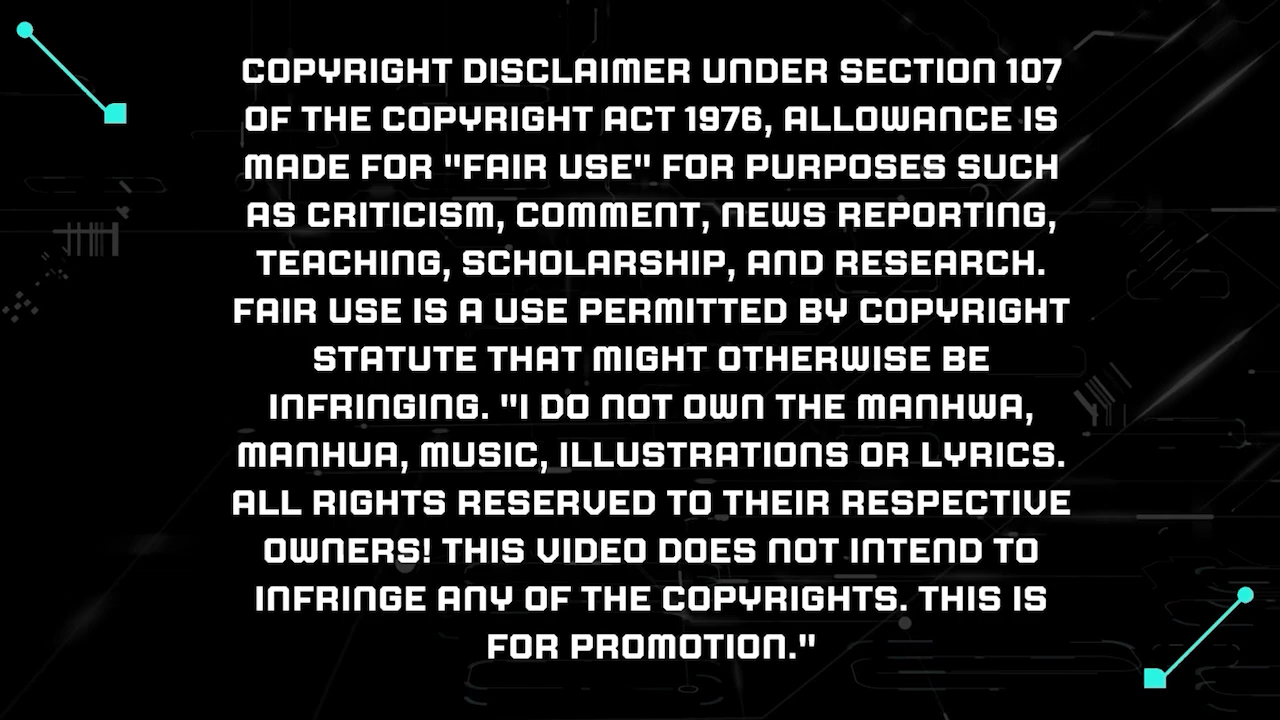 COPYRIGHT DISCLAIMER UNDER SECTION 107
OF THE COPYRIGHT ACT 1976, ALLOWANCE IS
MADE FOR "FAIR USE" FOR PURPOSES SUCH
AS CRITICISM, COMMENT, NEWS REPORTING,
TEACHING, SCHOLARSHIP, AND RESEARCH.
FAIR USE IS A USE PERMITTED BY COPYRIGHT
STATUTE THAT MIGHT OTHERWISE BE
INFRINGING. "I DO NOT OWN THE MANHWA,
MANHUA, MUSIC, ILLUSTRATIONS OR LYRICS.
ALL RIGHTS RESERVED TO THEIR RESPECTIVE
OWNERS! THIS VIDEO DOES NOT INTEND TO
INFRINGE ANY OF THE COPYRIGHTS. THIS IS
FOR PROMOTION."